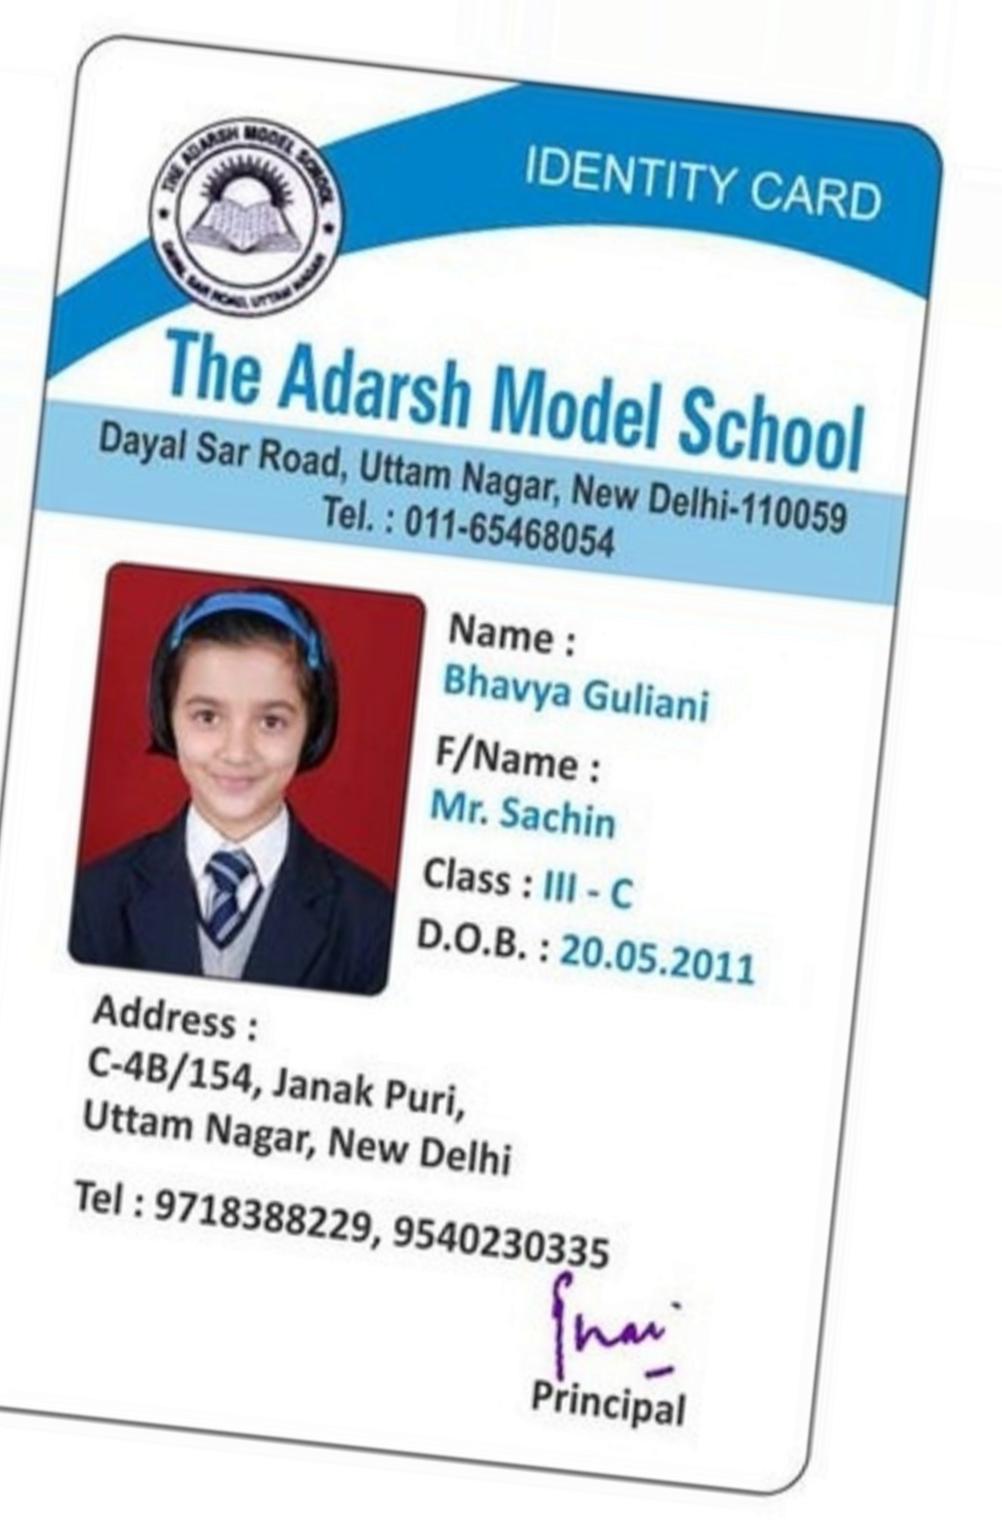 IDENTITY CARD
THE ADARSH MODEL SCHOOL
DAYAL SAR ROAD, UTTAM NAGAR
The Adarsh Model School
Dayal Sar Road, Uttam Nagar, New Delhi-110059
Tel. : 011-65468054
Name :
Bhavya Guliani
F/Name :
Mr. Sachin
Class : III - C
D.O.B. : 20.05.2011
Address :
C-4B/154, Janak Puri,
Uttam Nagar, New Delhi
Tel : 9718388229, 9540230335
Principal